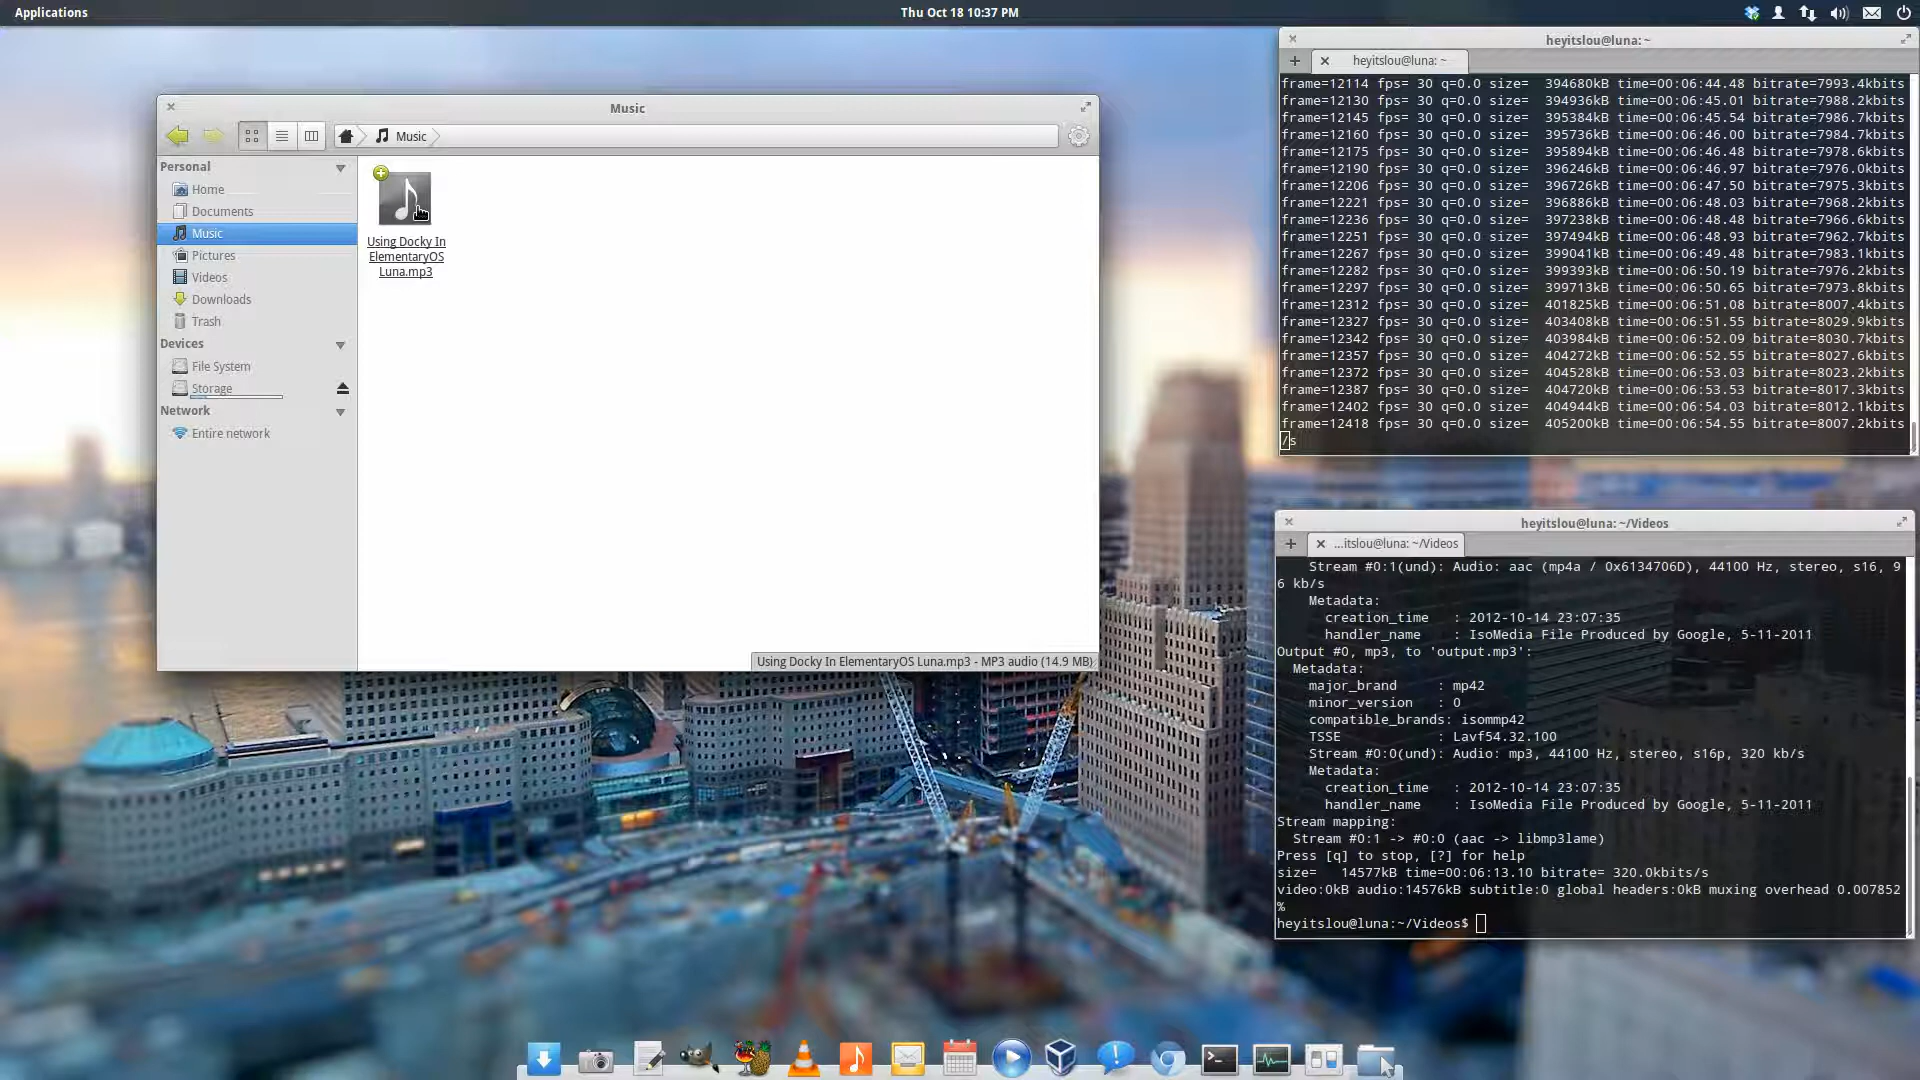 Applications
Thu Oct 18 10:37 PM
Music
Music
Personal
Home
Documents
Music
Pictures
Videos
Downloads
Trash
Devices
File System
Storage
Network
Entire network
Using Docky In
ElementaryOS
Luna.mp3
Using Docky In ElementaryOS Luna.mp3 - MP3 audio (14.9 MB)
heyitslou@luna: ~
heyitslou@luna: ~
frame=12114 fps= 30 q=0.0 size=  394680kB time=00:06:44.48 bitrate=7993.4kbits
frame=12130 fps= 30 q=0.0 size=  394936kB time=00:06:45.01 bitrate=7988.2kbits
frame=12145 fps= 30 q=0.0 size=  395384kB time=00:06:45.54 bitrate=7986.7kbits
frame=12160 fps= 30 q=0.0 size=  395736kB time=00:06:46.00 bitrate=7984.7kbits
frame=12175 fps= 30 q=0.0 size=  395894kB time=00:06:46.48 bitrate=7978.6kbits
frame=12190 fps= 30 q=0.0 size=  396246kB time=00:06:46.97 bitrate=7976.0kbits
frame=12206 fps= 30 q=0.0 size=  396726kB time=00:06:47.50 bitrate=7975.3kbits
frame=12221 fps= 30 q=0.0 size=  396886kB time=00:06:48.03 bitrate=7968.2kbits
frame=12236 fps= 30 q=0.0 size=  397238kB time=00:06:48.48 bitrate=7966.6kbits
frame=12251 fps= 30 q=0.0 size=  397494kB time=00:06:48.93 bitrate=7962.7kbits
frame=12267 fps= 30 q=0.0 size=  399041kB time=00:06:49.48 bitrate=7983.1kbits
frame=12282 fps= 30 q=0.0 size=  399393kB time=00:06:50.19 bitrate=7976.2kbits
frame=12297 fps= 30 q=0.0 size=  399713kB time=00:06:50.65 bitrate=7973.8kbits
frame=12312 fps= 30 q=0.0 size=  401825kB time=00:06:51.08 bitrate=8007.4kbits
frame=12327 fps= 30 q=0.0 size=  403408kB time=00:06:51.55 bitrate=8029.9kbits
frame=12342 fps= 30 q=0.0 size=  403984kB time=00:06:52.09 bitrate=8030.7kbits
frame=12357 fps= 30 q=0.0 size=  404272kB time=00:06:52.55 bitrate=8027.6kbits
frame=12372 fps= 30 q=0.0 size=  404528kB time=00:06:53.03 bitrate=8023.2kbits
frame=12387 fps= 30 q=0.0 size=  404720kB time=00:06:53.53 bitrate=8017.3kbits
frame=12402 fps= 30 q=0.0 size=  404944kB time=00:06:54.03 bitrate=8012.1kbits
frame=12418 fps= 30 q=0.0 size=  405200kB time=00:06:54.55 bitrate=8007.2kbits
/s
heyitslou@luna: ~/Videos
...itslou@luna: ~/Videos
Stream #0:1(und): Audio: aac (mp4a / 0x6134706D), 44100 Hz, stereo, s16, 9
6 kb/s
Metadata:
creation_time   : 2012-10-14 23:07:35
handler_name    : IsoMedia File Produced by Google, 5-11-2011
Output #0, mp3, to 'output.mp3':
Metadata:
major_brand     : mp42
minor_version   : 0
compatible_brands: isommp42
TSSE            : Lavf54.32.100
Stream #0:0(und): Audio: mp3, 44100 Hz, stereo, s16p, 320 kb/s
Metadata:
creation_time   : 2012-10-14 23:07:35
handler_name    : IsoMedia File Produced by Google, 5-11-2011
Stream mapping:
Stream #0:1 -> #0:0 (aac -> libmp3lame)
Press [q] to stop, [?] for help
size=   14577kB time=00:06:13.10 bitrate= 320.0kbits/s
video:0kB audio:14576kB subtitle:0 global headers:0kB muxing overhead 0.007852
%
heyitslou@luna:~/Videos$